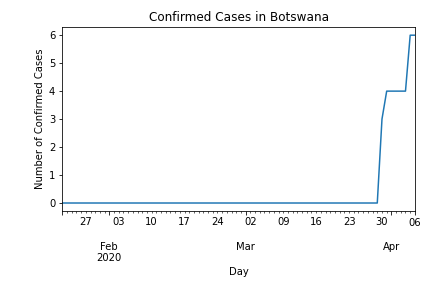 Confirmed Cases in Botswana
6
5
4
3
2
1
0
Number of Confirmed Cases
27 03 10 17 24 02 09 16 23 30 06
Feb Mar Apr
2020
Day